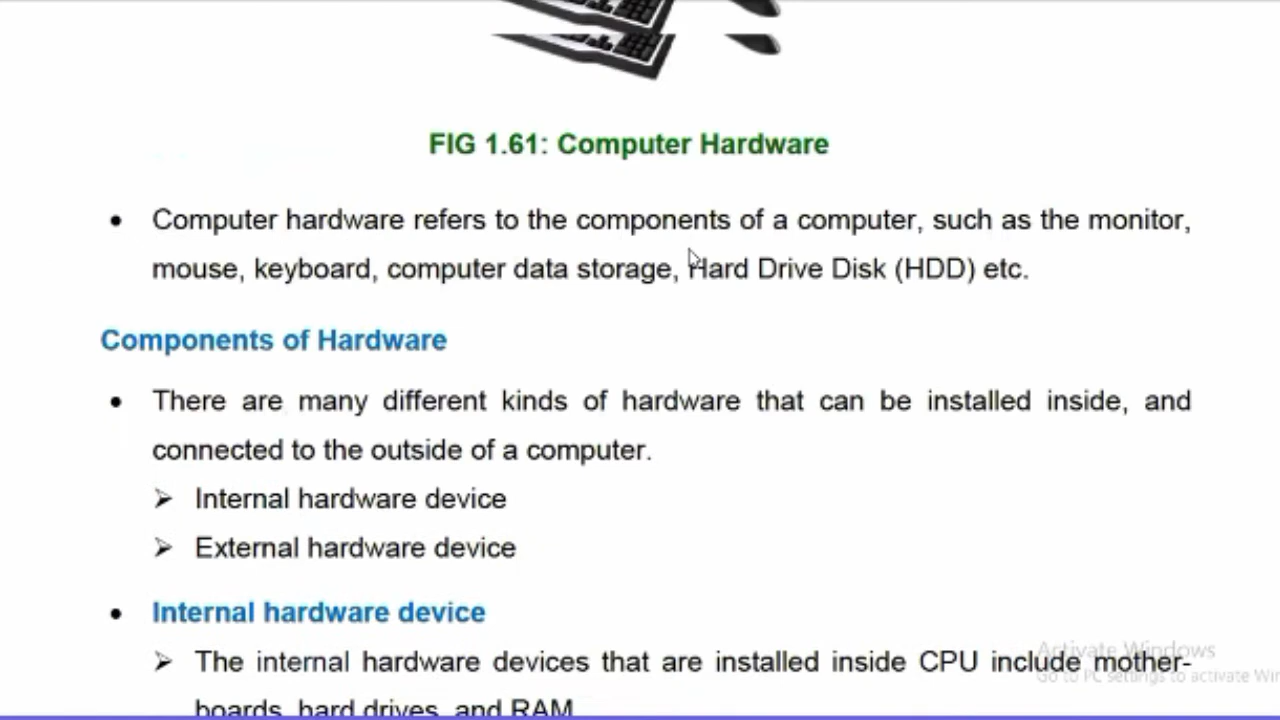 FIG 1.61: Computer Hardware
• Computer hardware refers to the components of a computer, such as the monitor,
mouse, keyboard, computer data storage, Hard Drive Disk (HDD) etc.
Components of Hardware
• There are many different kinds of hardware that can be installed inside, and
connected to the outside of a computer.
➢ Internal hardware device
➢ External hardware device
• Internal hardware device
➢ The internal hardware devices that are installed inside CPU include mother-
boards, hard drives, and RAM
Activate Windows
Go to PC settings to activate Win